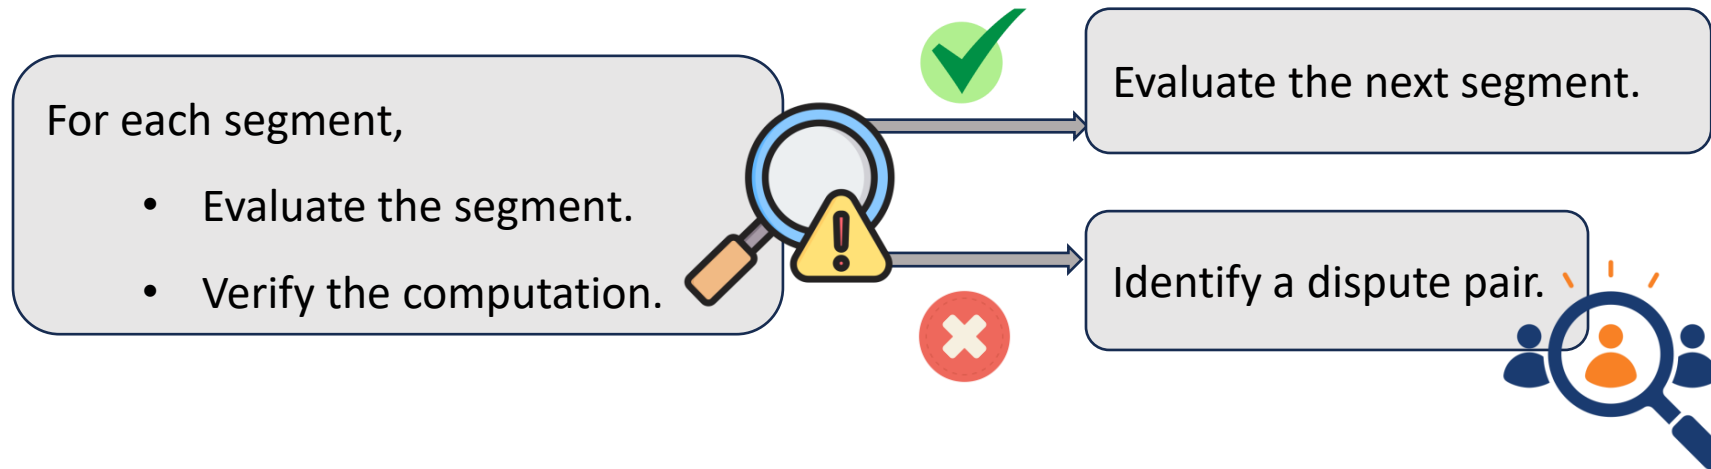 For each segment,
• Evaluate the segment.
• Verify the computation.
Evaluate the next segment.
Identify a dispute pair.